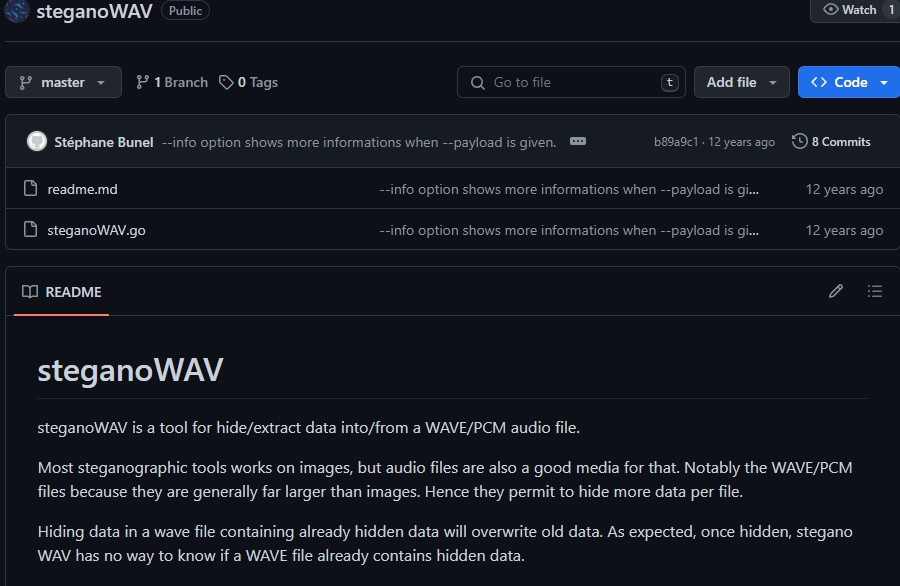 steganoWAV Public Watch 1
master 1 Branch 0 Tags Go to file t Add file Code
Stéphane Bunel --info option shows more informations when --payload is given. b89a9c1 · 12 years ago 8 Commits
readme.md --info option shows more informations when --payload is gi... 12 years ago
steganoWAV.go --info option shows more informations when --payload is gi... 12 years ago
README
steganoWAV
steganoWAV is a tool for hide/extract data into/from a WAVE/PCM audio file.
Most steganographic tools works on images, but audio files are also a good media for that. Notably the WAVE/PCM
files because they are generally far larger than images. Hence they permit to hide more data per file.
Hiding data in a wave file containing already hidden data will overwrite old data. As expected, once hidden, stegano
WAV has no way to know if a WAVE file already contains hidden data.